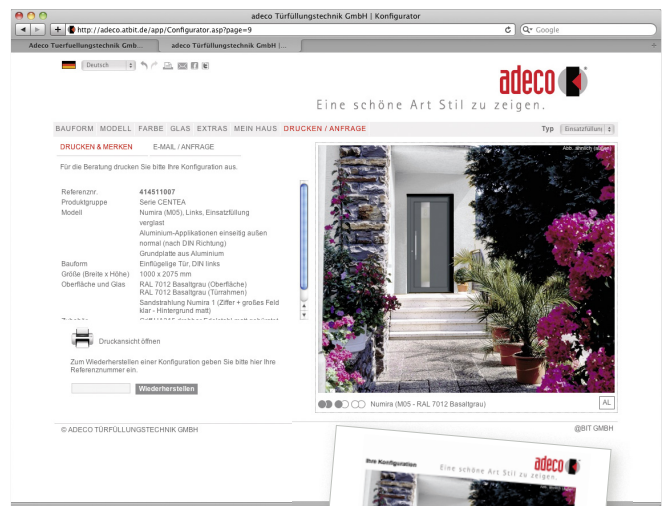 adeco Türfüllungstechnik GmbH | Konfigurator
http://adeco.atbit.de/app/Configurator.asp?page=9
Google
Adeco Tuerfuellungstechnik Gmb...
adeco Türfüllungstechnik GmbH |...
Deutsch
adeco
Eine schöne Art Stil zu zeigen.
BAUFORM MODELL FARBE GLAS EXTRAS MEIN HAUS DRUCKEN / ANFRAGE
Typ Einsatzfüllung
DRUCKEN & MERKEN E-MAIL / ANFRAGE
Abb. ähnlich (außen)
Für die Beratung drucken Sie bitte Ihre Konfiguration aus.
Referenznr. 414511007
Produktgruppe Serie CENTEA
Modell Numira (M05), Links, Einsatzfüllung
verglast
Aluminium-Applikationen einseitig außen
normal (nach DIN Richtung)
Grundplatte aus Aluminium
Bauform Einflügelige Tür, DIN links
Größe (Breite x Höhe) 1000 x 2075 mm
Oberfläche und Glas RAL 7012 Basaltgrau (Oberfläche)
RAL 7012 Basaltgrau (Türrahmen)
Sandstrahlung Numira 1 (Ziffer + großes Feld
klar - Hintergrund matt)
Druckansicht öffnen
Zum Wiederherstellen einer Konfiguration geben Sie bitte hier Ihre
Referenznummer ein.
Wiederherstellen
Numira (M05 - RAL 7012 Basaltgrau)
AL
© ADECO TÜRFÜLLUNGSTECHNIK GMBH
@BIT GMBH
Ihre Konfiguration
adeco
Eine schöne Art Stil zu zeigen.